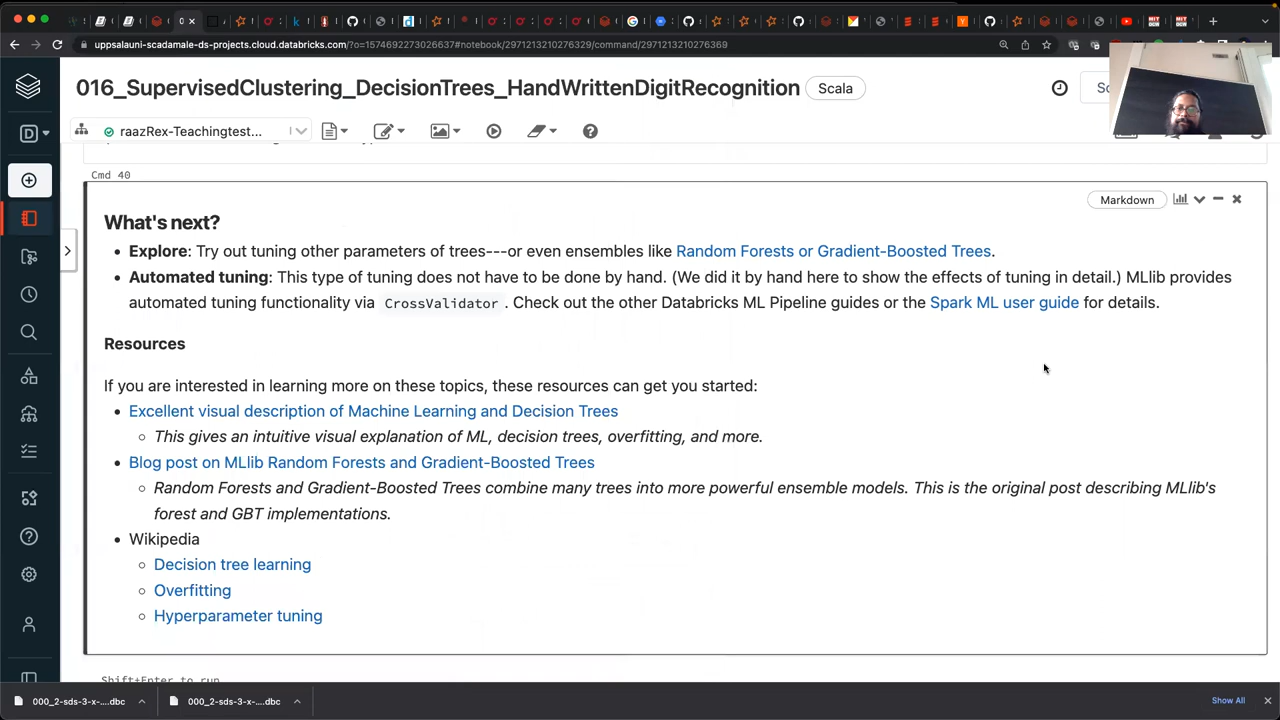 uppsalauni-scadamale-ds-projects.cloud.databricks.com/?o=1574692273026637#notebook/2971213210276329/command/2971213210276369
016_SupervisedClustering_DecisionTrees_HandWrittenDigitRecognition
Scala
raazRex-Teachingtest...
Cmd 40
Markdown
What's next?
• Explore: Try out tuning other parameters of trees---or even ensembles like Random Forests or Gradient-Boosted Trees.
• Automated tuning: This type of tuning does not have to be done by hand. (We did it by hand here to show the effects of tuning in detail.) MLlib provides
automated tuning functionality via CrossValidator . Check out the other Databricks ML Pipeline guides or the Spark ML user guide for details.
Resources
If you are interested in learning more on these topics, these resources can get you started:
• Excellent visual description of Machine Learning and Decision Trees
◦ This gives an intuitive visual explanation of ML, decision trees, overfitting, and more.
• Blog post on MLlib Random Forests and Gradient-Boosted Trees
◦ Random Forests and Gradient-Boosted Trees combine many trees into more powerful ensemble models. This is the original post describing MLlib's
forest and GBT implementations.
• Wikipedia
◦ Decision tree learning
◦ Overfitting
◦ Hyperparameter tuning
Shift+Enter to run
000_2-sds-3-x-....dbc
000_2-sds-3-x-....dbc
Show All